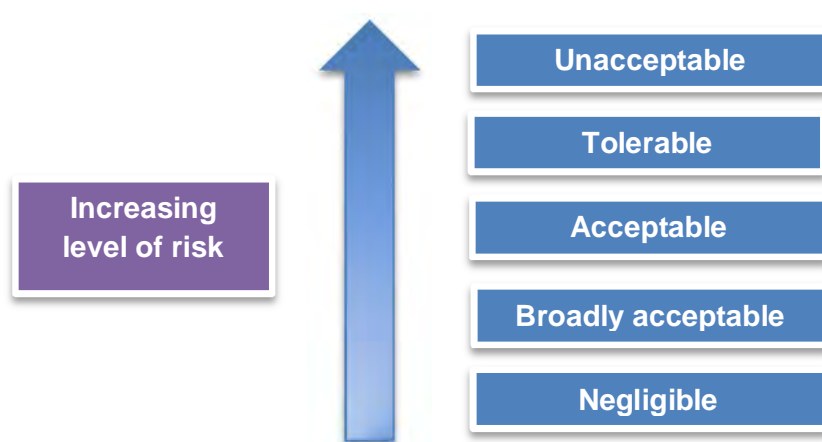 Unacceptable
Tolerable
Increasing
level of risk
Acceptable
Broadly acceptable
Negligible